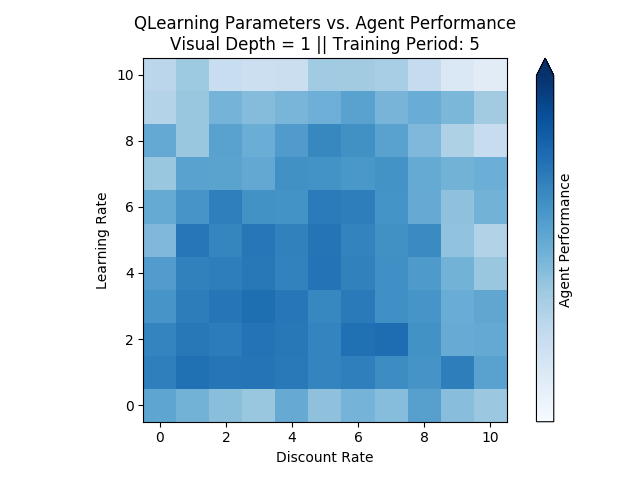 QLearning Parameters vs. Agent Performance
Visual Depth = 1 || Training Period: 5
10
8
6
4
2
0
Learning Rate
0 2 4 6 8 10
Discount Rate
Agent Performance